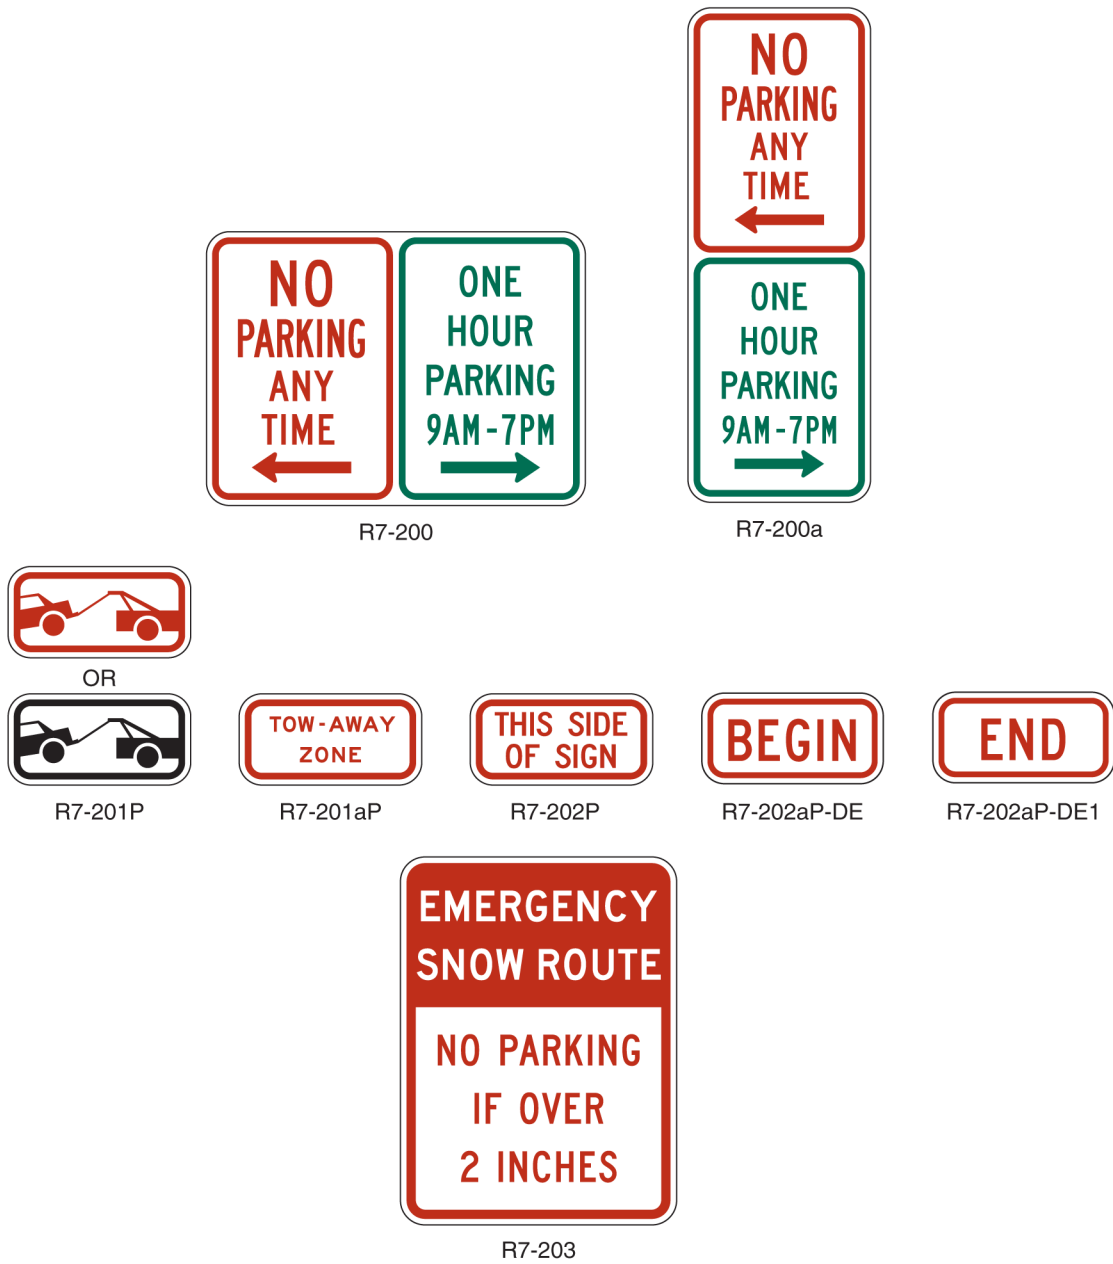 NO
PARKING
ANY
TIME
ONE
HOUR
PARKING
9AM-7PM
R7-200
NO
PARKING
ANY
TIME
ONE
HOUR
PARKING
9AM-7PM
R7-200a
OR
R7-201P
TOW-AWAY
ZONE
R7-201aP
THIS SIDE
OF SIGN
R7-202P
BEGIN
R7-202aP-DE
END
R7-202aP-DE1
EMERGENCY
SNOW ROUTE
NO PARKING
IF OVER
2 INCHES
R7-203